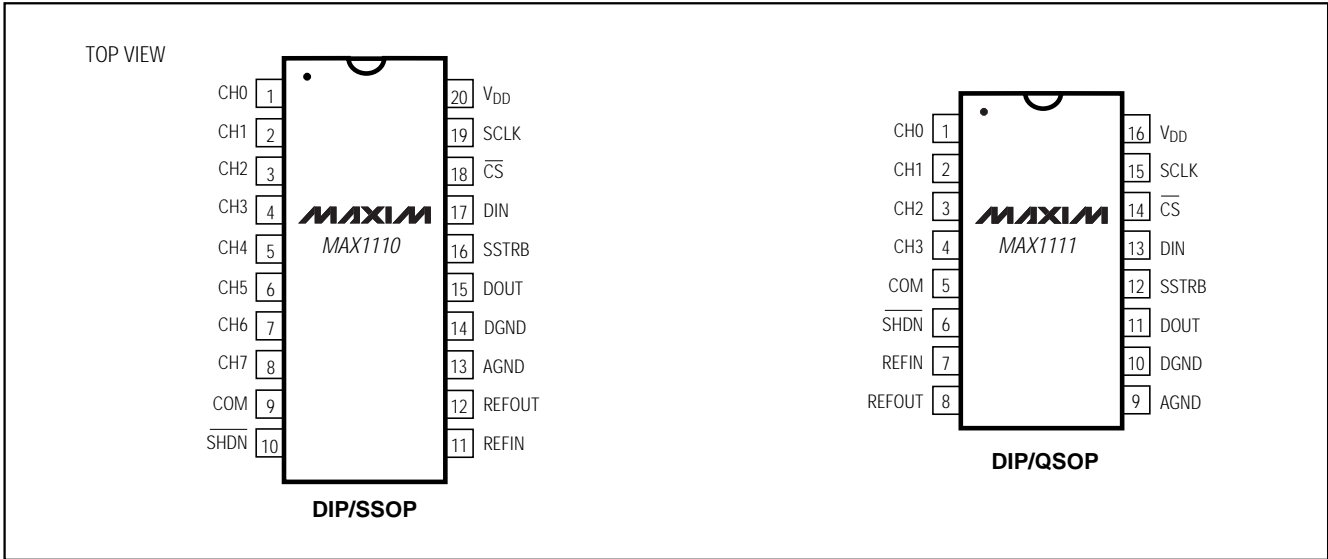 TOP VIEW
CH0 1
CH1 2
CH2 3
CH3 4
CH4 5
CH5 6
CH6 7
CH7 8
COM 9
SHDN 10
20 VDD
19 SCLK
18 CS
17 DIN
16 SSTRB
15 DOUT
14 DGND
13 AGND
12 REFOUT
11 REFIN
MAXIM
MAX1110
DIP/SSOP
CH0 1
CH1 2
CH2 3
CH3 4
COM 5
SHDN 6
REFIN 7
REFOUT 8
16 VDD
15 SCLK
14 CS
13 DIN
12 SSTRB
11 DOUT
10 DGND
9 AGND
MAXIM
MAX1111
DIP/QSOP